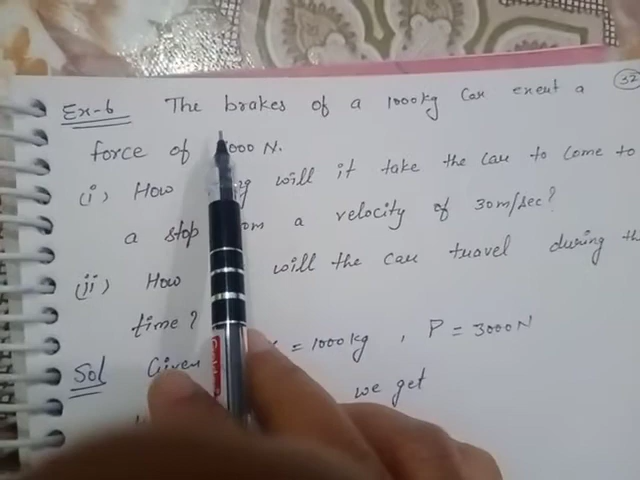 32
Ex-6 The brakes of a 1000kg Car exert a
force of 000 N.
(i) How will it take the car to come to
a stop a velocity of 30m/sec?
(ii) How will the car travel during
time?
Sol Given = 1000kg , P = 3000N
we get